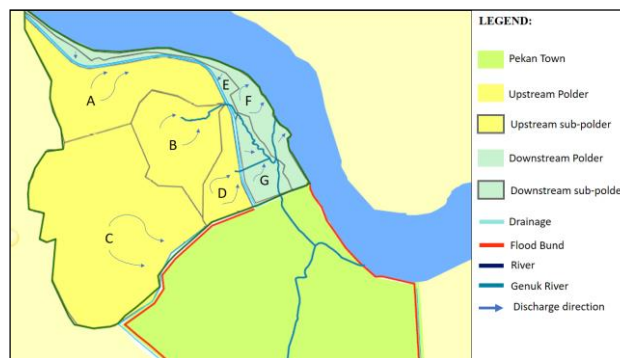 LEGEND:
Pekan Town
Upstream Polder
Upstream sub-polder
Downstream Polder
Downstream sub-polde
Drainage
Flood Bund
River
Genuk River
Discharge direction
A
B
C
D
E
F
G